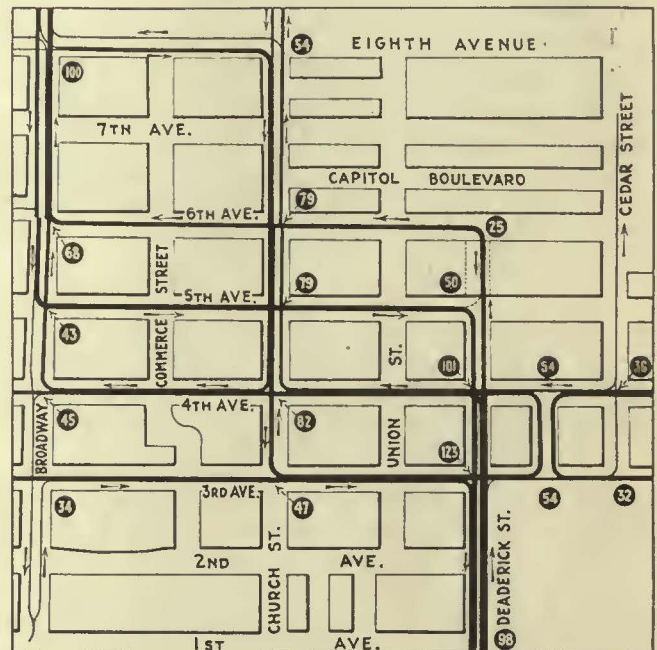 54
EIGHTH AVENUE
100
CEDAR STREET
7TH AVE.
CAPITOL BOULEVARD
79
6TH AVE.
25
68
STREET
79
50
5TH AVE.
43
COMMERCE
ST.
101
54
36
4TH AVE.
BROADWAY
45
82
UNION
123
34
3RD AVE.
47
54
32
ST.
DEADERICK ST.
2ND AVE.
CHURCH
98
1ST AVE.